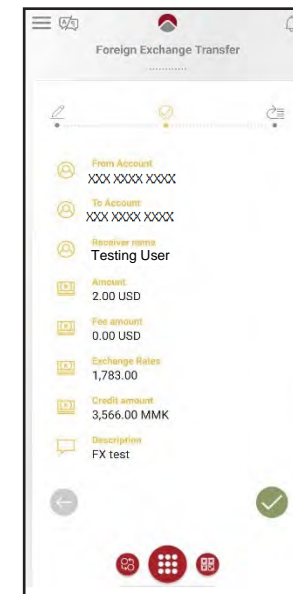 Foreign Exchange Transfer
From Account
XXX XXXX XXXX
To Account
XXX XXXX XXXX
Receiver name
Testing User
Amount
2.00 USD
Fee amount
0.00 USD
Exchange Rates
1,783.00
Credit amount
3,566.00 MMK
Description
FX test